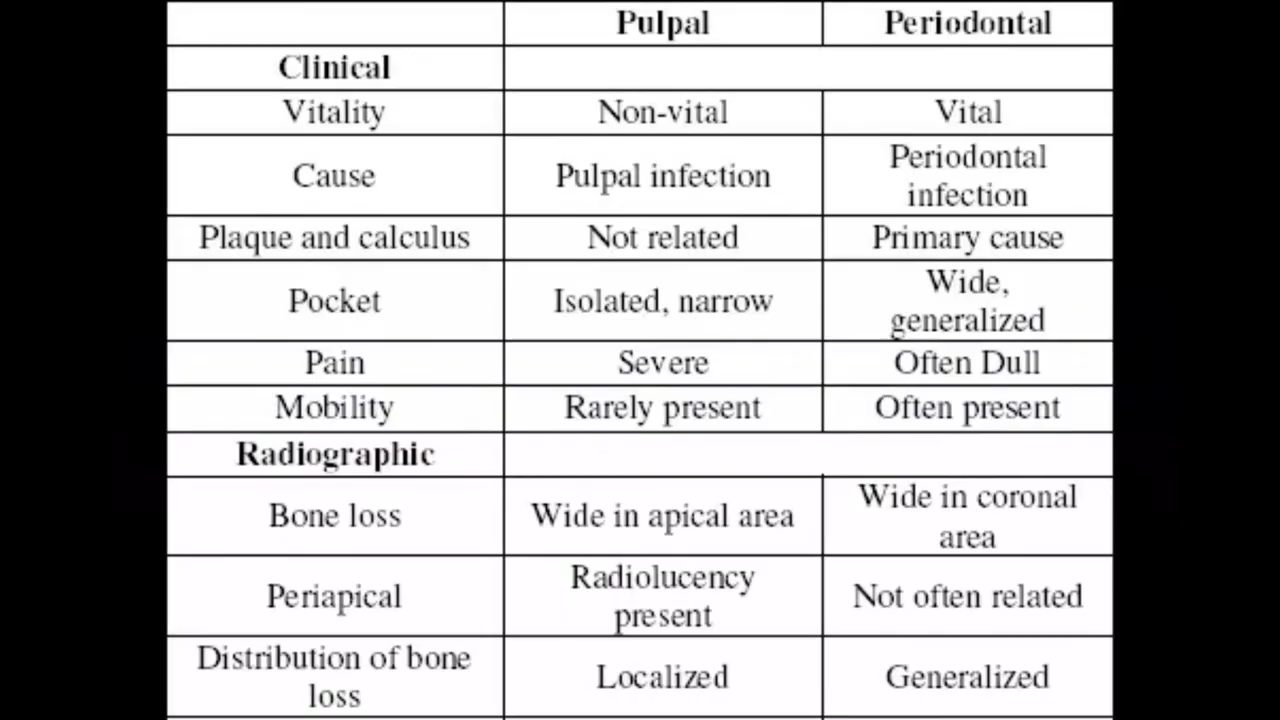 Pulpal Periodontal
Clinical
Vitality Non-vital Vital
Cause Pulpal infection Periodontal
infection
Plaque and calculus Not related Primary cause
Pocket Isolated, narrow Wide,
generalized
Pain Severe Often Dull
Mobility Rarely present Often present
Radiographic
Bone loss Wide in apical area Wide in coronal
area
Periapical Radiolucency
present Not often related
Distribution of bone
loss Localized Generalized